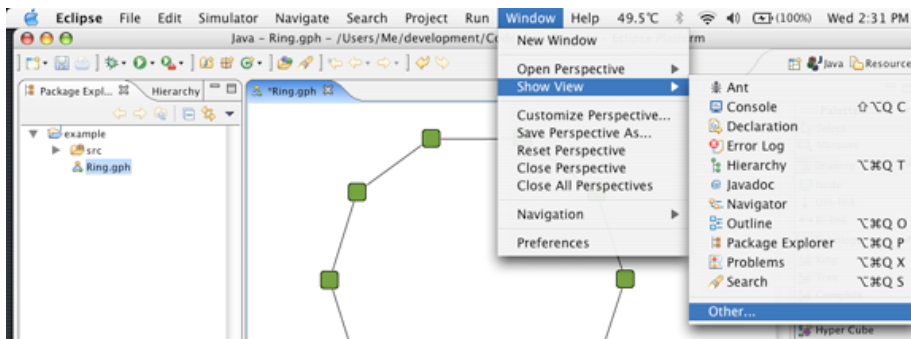 Eclipse File Edit Simulator Navigate Search Project Run Window Help 49.5℃ (100%) Wed 2:31 PM
Java – Ring.gph – /Users/Me/development/Co
rm
Java Resource
Package Expl... Hierarchy
*Ring.gph
example
src
Ring.gph
New Window
Open Perspective
Show View
Customize Perspective...
Save Perspective As...
Reset Perspective
Close Perspective
Close All Perspectives
Navigation
Preferences
Ant
Console ⇧⌥Q C
Declaration
Error Log
Hierarchy ⌥⌘Q T
Javadoc
Navigator
Outline ⌥⌘Q O
Package Explorer ⌥⌘Q P
Problems ⌥⌘Q X
Search ⌥⌘Q S
Other...
Hyper Cube